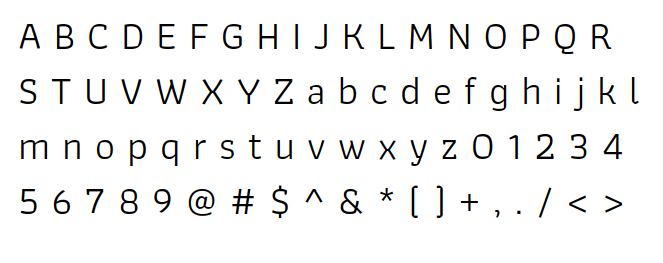 A B C D E F G H I J K L M N O P Q R
S T U V W X Y Z a b c d e f g h i j k l
m n o p q r s t u v w x y z 0 1 2 3 4
5 6 7 8 9 @ # $ ^ & * [ ] + , . / < >